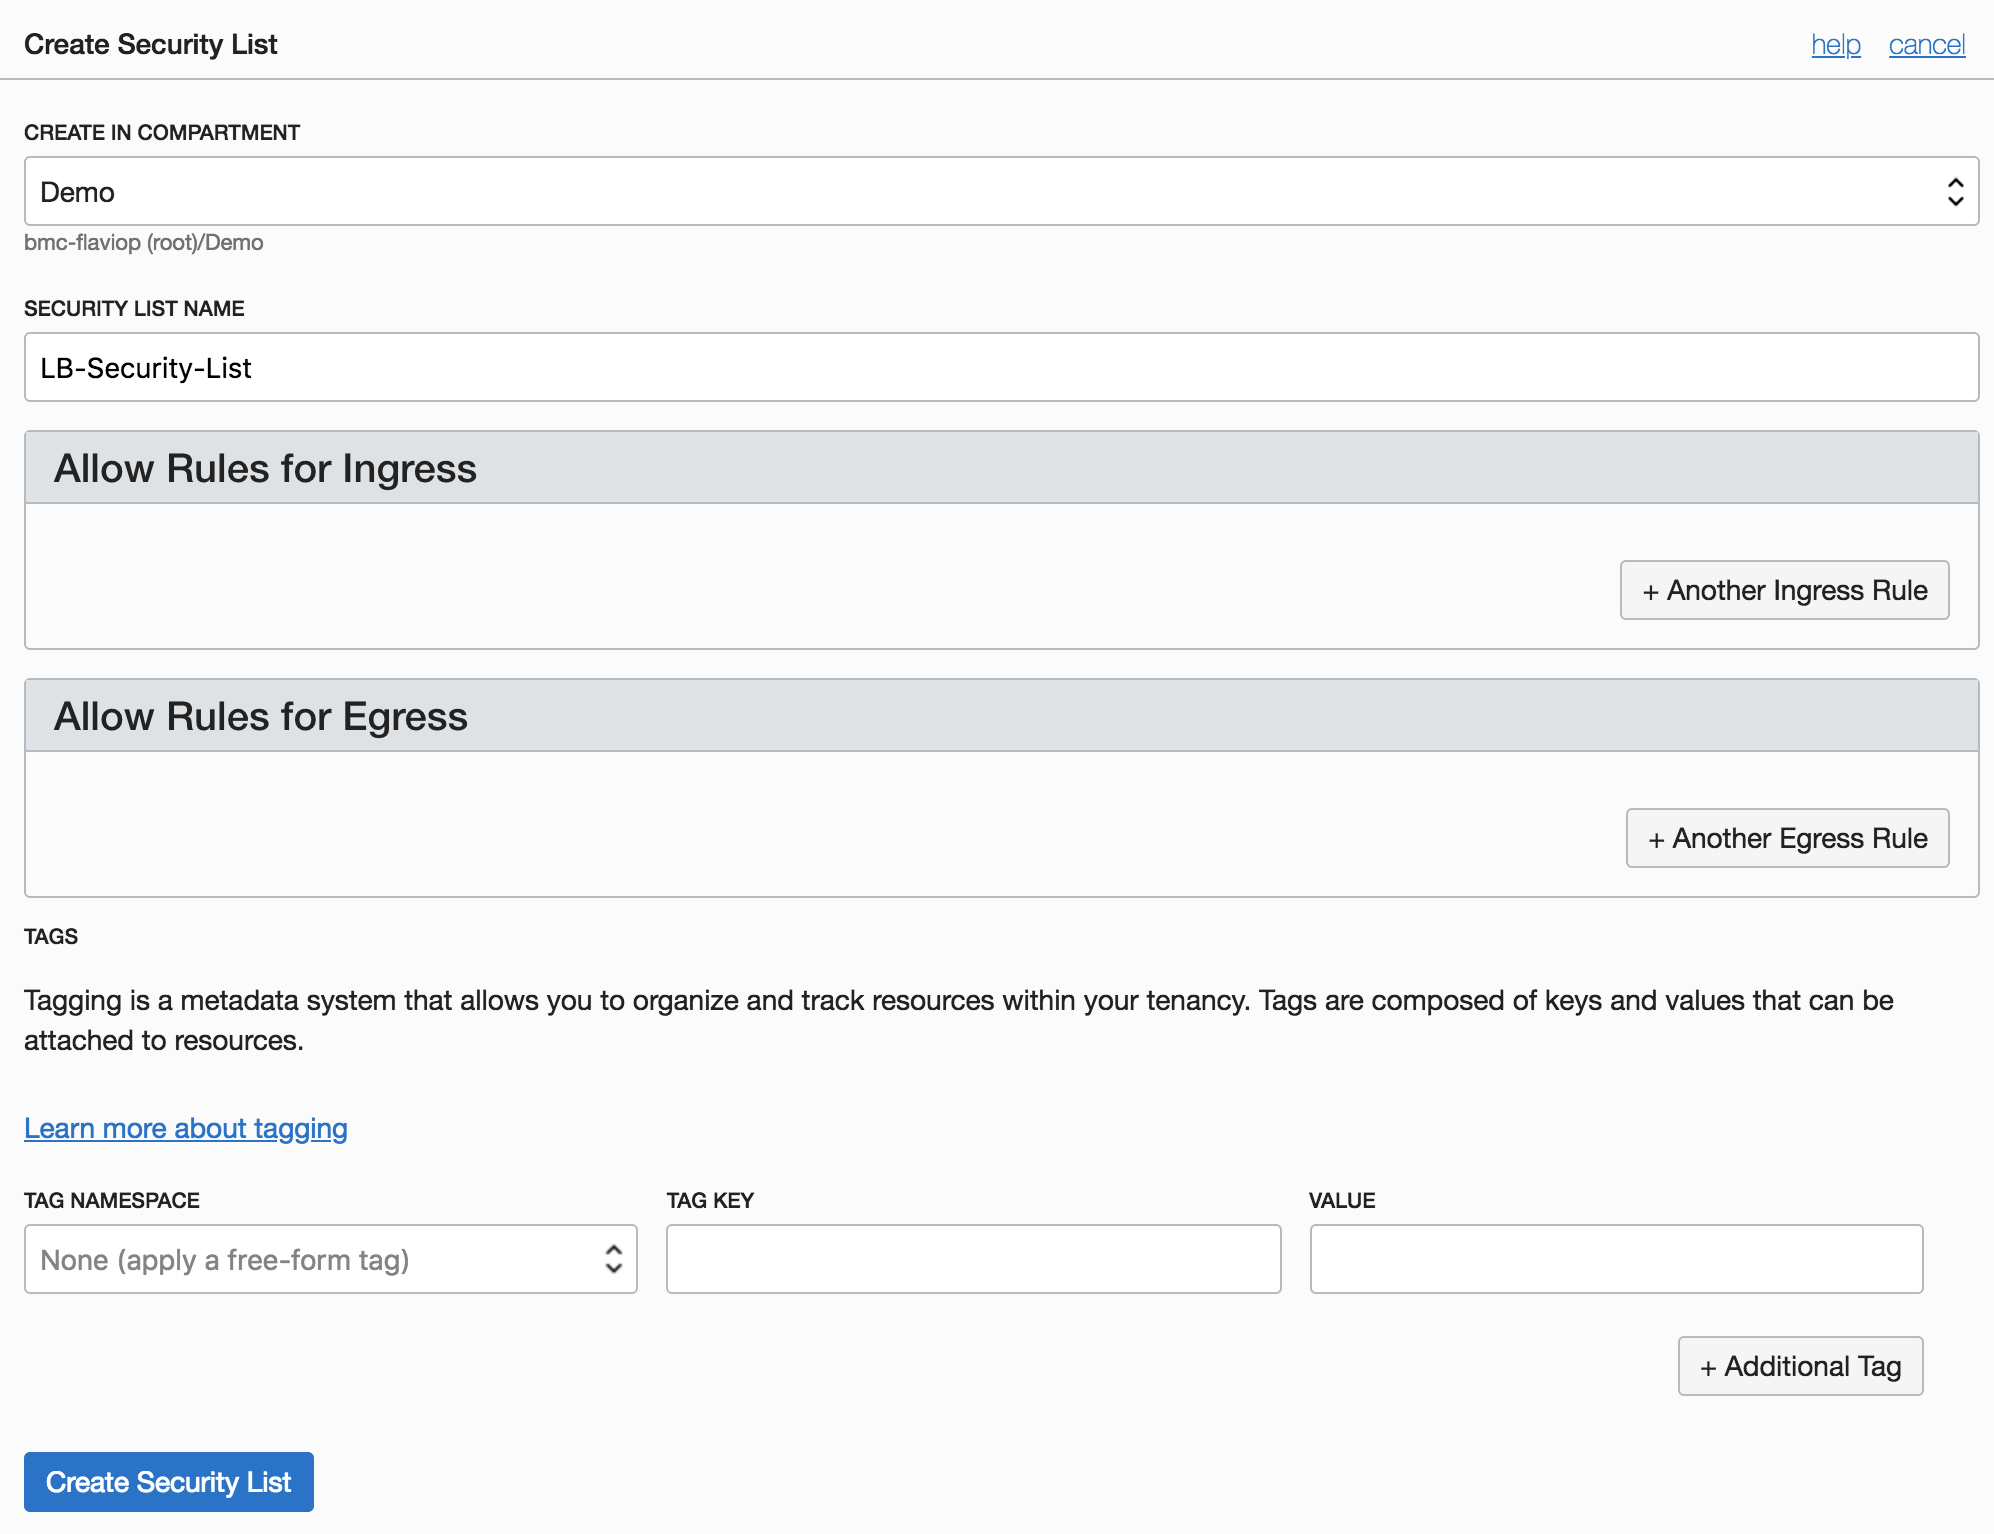 Create Security List
help cancel
CREATE IN COMPARTMENT
Demo
bmc-flaviop (root)/Demo
SECURITY LIST NAME
LB-Security-List
Allow Rules for Ingress
+ Another Ingress Rule
Allow Rules for Egress
+ Another Egress Rule
TAGS
Tagging is a metadata system that allows you to organize and track resources within your tenancy. Tags are composed of keys and values that can be
attached to resources.
Learn more about tagging
TAG NAMESPACE TAG KEY VALUE
None (apply a free-form tag)
+ Additional Tag
Create Security List